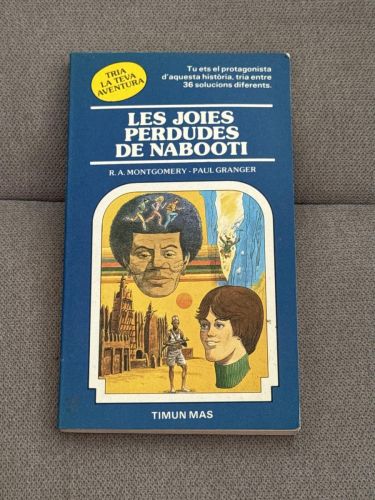 TRIA
LA TEVA
AVENTURA
Tu ets el protagonista
d'aquesta història, tria entre
36 solucions diferents.
LES JOIES
PERDUDES
DE NABOOTI
R. A. MONTGOMERY - PAUL GRANGER
TIMUN MAS